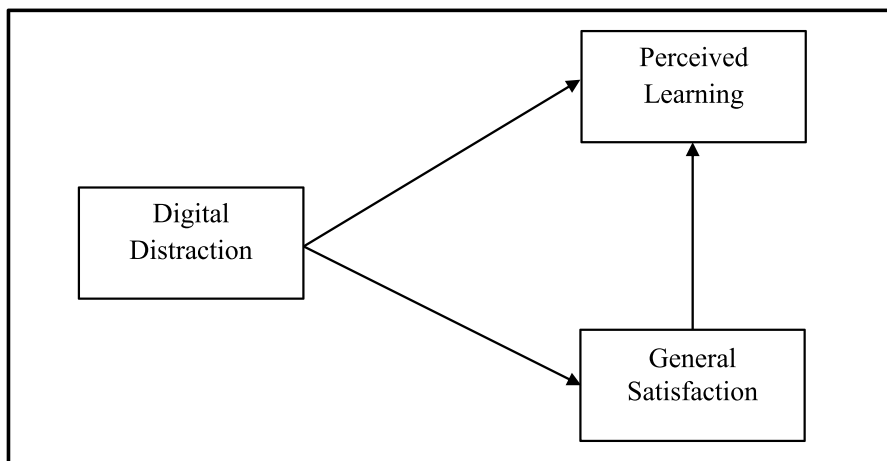 Perceived
Learning
Digital
Distraction
General
Satisfaction